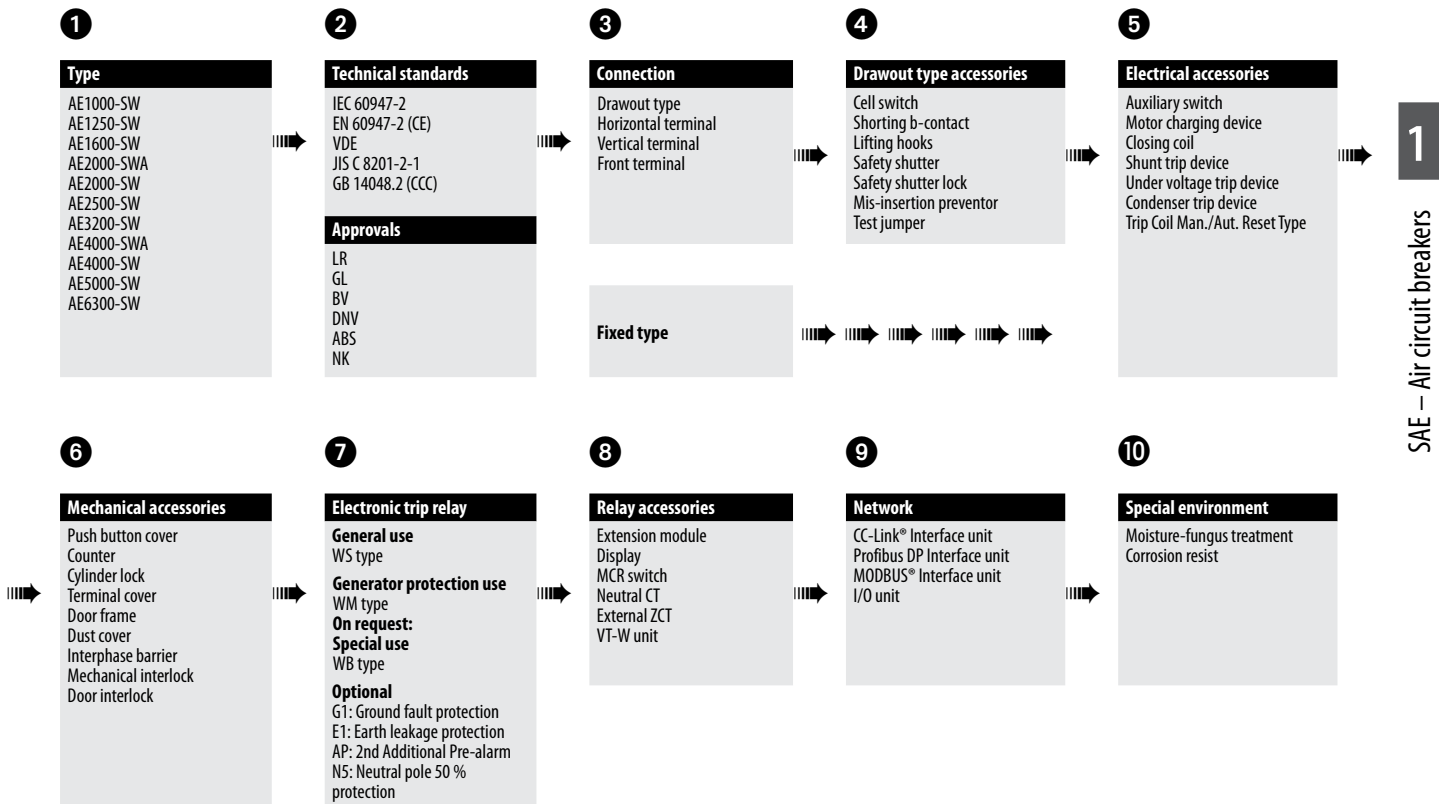 1
Type
AE1000-SW
AE1250-SW
AE1600-SW
AE2000-SWA
AE2000-SW
AE2500-SW
AE3200-SW
AE4000-SWA
AE4000-SW
AE5000-SW
AE6300-SW
2
Technical standards
IEC 60947-2
EN 60947-2 (CE)
VDE
JIS C 8201-2-1
GB 14048.2 (CCC)
Approvals
LR
GL
BV
DNV
ABS
NK
3
Connection
Drawout type
Horizontal terminal
Vertical terminal
Front terminal
Fixed type
4
Drawout type accessories
Cell switch
Shorting b-contact
Lifting hooks
Safety shutter
Safety shutter lock
Mis-insertion preventor
Test jumper
5
Electrical accessories
Auxiliary switch
Motor charging device
Closing coil
Shunt trip device
Under voltage trip device
Condenser trip device
Trip Coil Man./Aut. Reset Type
1
SAE – Air circuit breakers
6
Mechanical accessories
Push button cover
Counter
Cylinder lock
Terminal cover
Door frame
Dust cover
Interphase barrier
Mechanical interlock
Door interlock
7
Electronic trip relay
General use
WS type
Generator protection use
WM type
On request:
Special use
WB type
Optional
G1: Ground fault protection
E1: Earth leakage protection
AP: 2nd Additional Pre-alarm
N5: Neutral pole 50 %
protection
8
Relay accessories
Extension module
Display
MCR switch
Neutral CT
External ZCT
VT-W unit
9
Network
CC-Link® Interface unit
Profibus DP Interface unit
MODBUS® Interface unit
I/O unit
10
Special environment
Moisture-fungus treatment
Corrosion resist